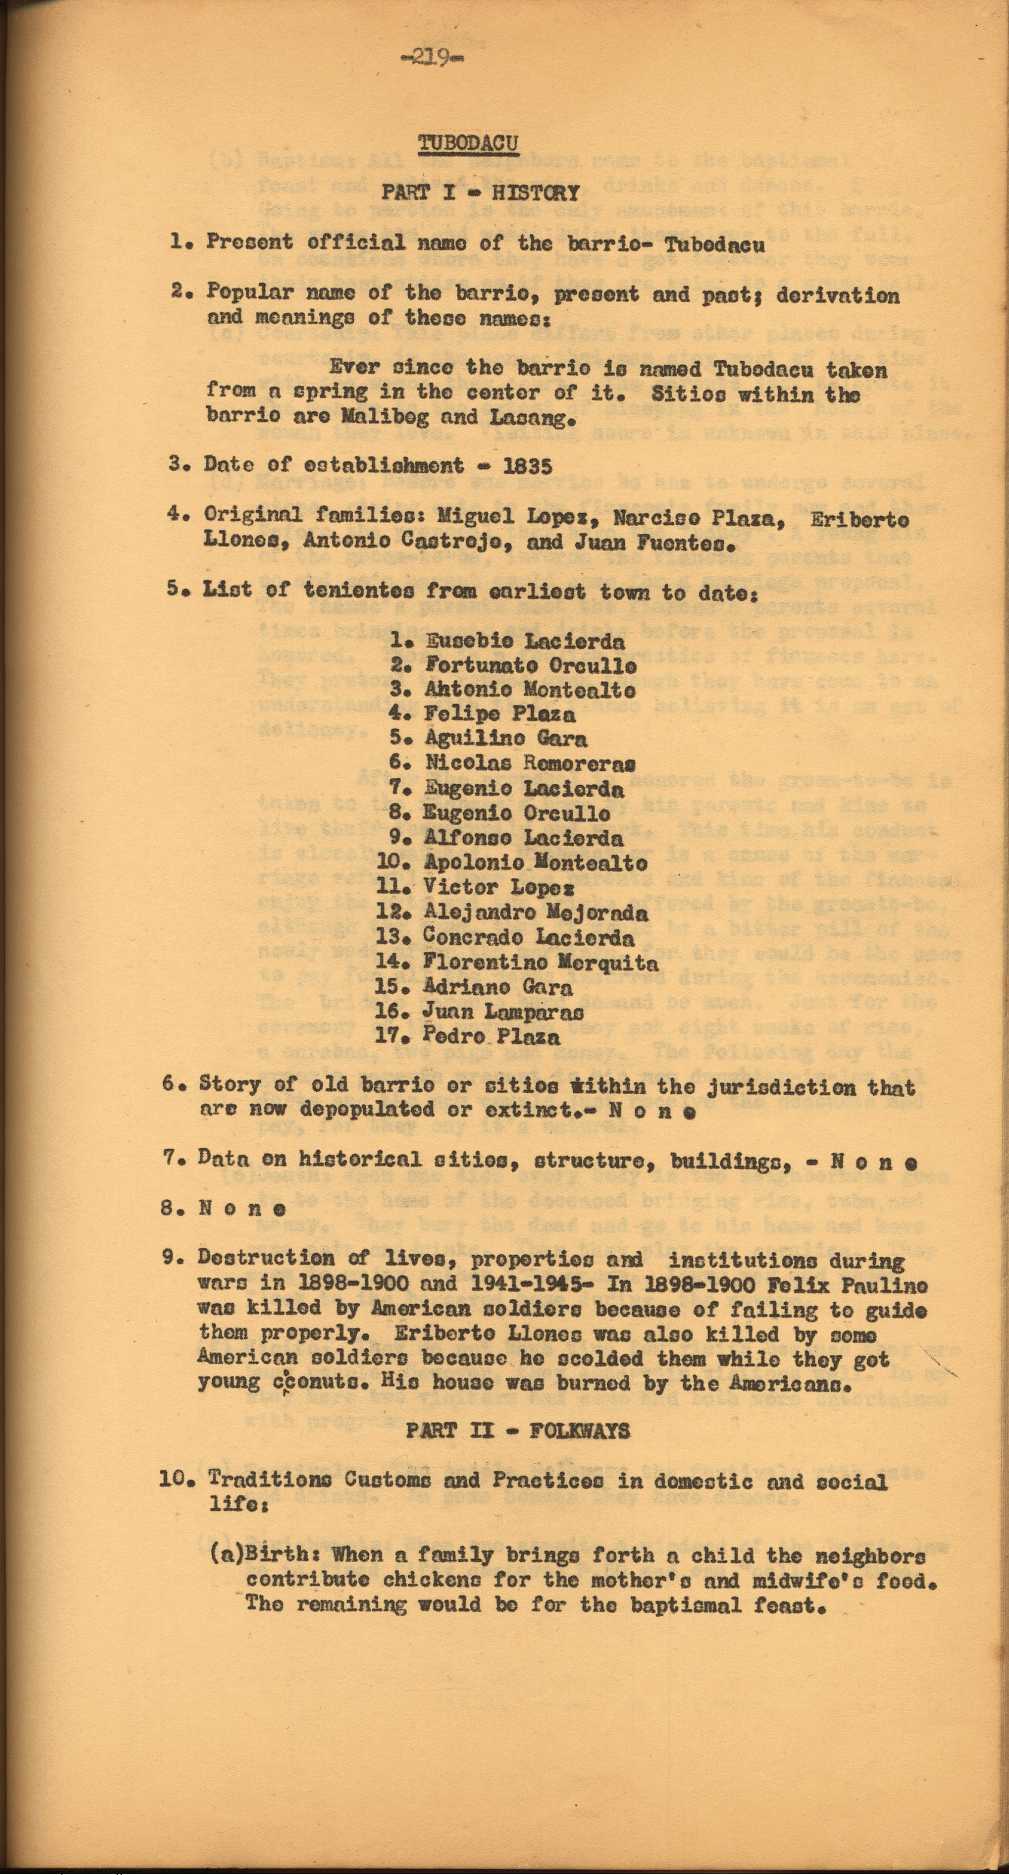 -219-
TUBODACU
PART I - HISTORY
1. Present official name of the barrio- Tubodacu
2. Popular name of the barrio, present and past; derivation
and meanings of these names:
Ever since the barrio is named Tubodacu taken
from a spring in the center of it. Sitios within the
barrio are Malibog and Lasang.
3. Date of establishment - 1835
4. Original families: Miguel Lopez, Narciso Plaza, Eriberto
Llones, Antonio Castrojo, and Juan Fuentes.
5. List of tenientes from earliest town to date:
1. Eusebio Lacierda
2. Fortunato Orcullo
3. Antonio Montealto
4. Felipe Plaza
5. Aguilino Gara
6. Nicolas Remoreras
7. Eugenio Lacierda
8. Eugenio Orcullo
9. Alfonso Lacierda
10. Apolonio Montealto
11. Victor Lopez
12. Alejandro Mejorada
13. Concrado Lacierda
14. Florentino Merquita
15. Adriano Gara
16. Juan Lamparas
17. Pedro Plaza
6. Story of old barrio or sitios within the jurisdiction that
are now depopulated or extinct.- N o n e
7. Data on historical sities, structure, buildings, - N o n e
8. N o n e
9. Destruction of lives, properties and institutions during
wars in 1898-1900 and 1941-1945- In 1898-1900 Felix Paulino
was killed by American soldiers because of failing to guide
them properly. Eriberto Llones was also killed by some
American soldiers because he scolded them while they got
young coconuts. His house was burned by the Americans.
PART II - FOLKWAYS
10. Traditions Customs and Practices in domestic and social
life:
(a)Birth: When a family brings forth a child the neighbors
contribute chickens for the mother's and midwife's food.
The remaining would be for the baptismal feast.